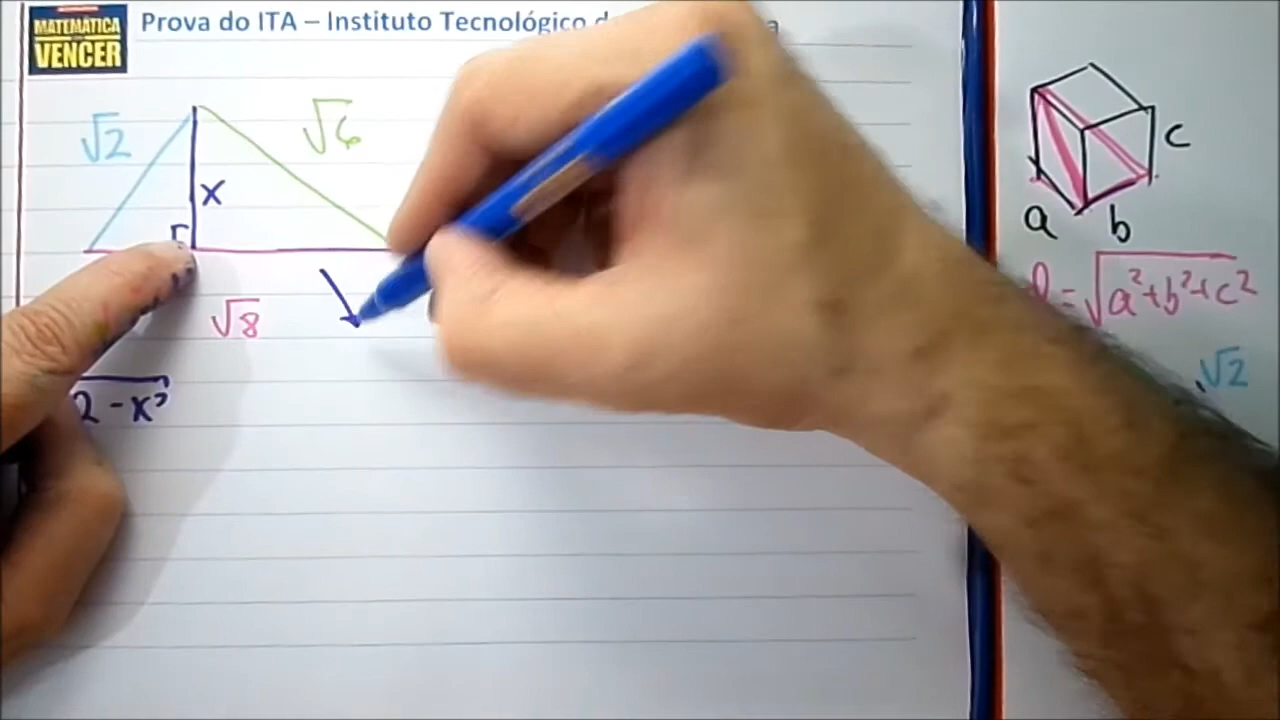 MATEMÁTICA
VENCER
Prova do ITA – Instituto Tecnológico
√2
√6
x
√8
2 - x²
c
a
b
= √a²+b²+c²
√2